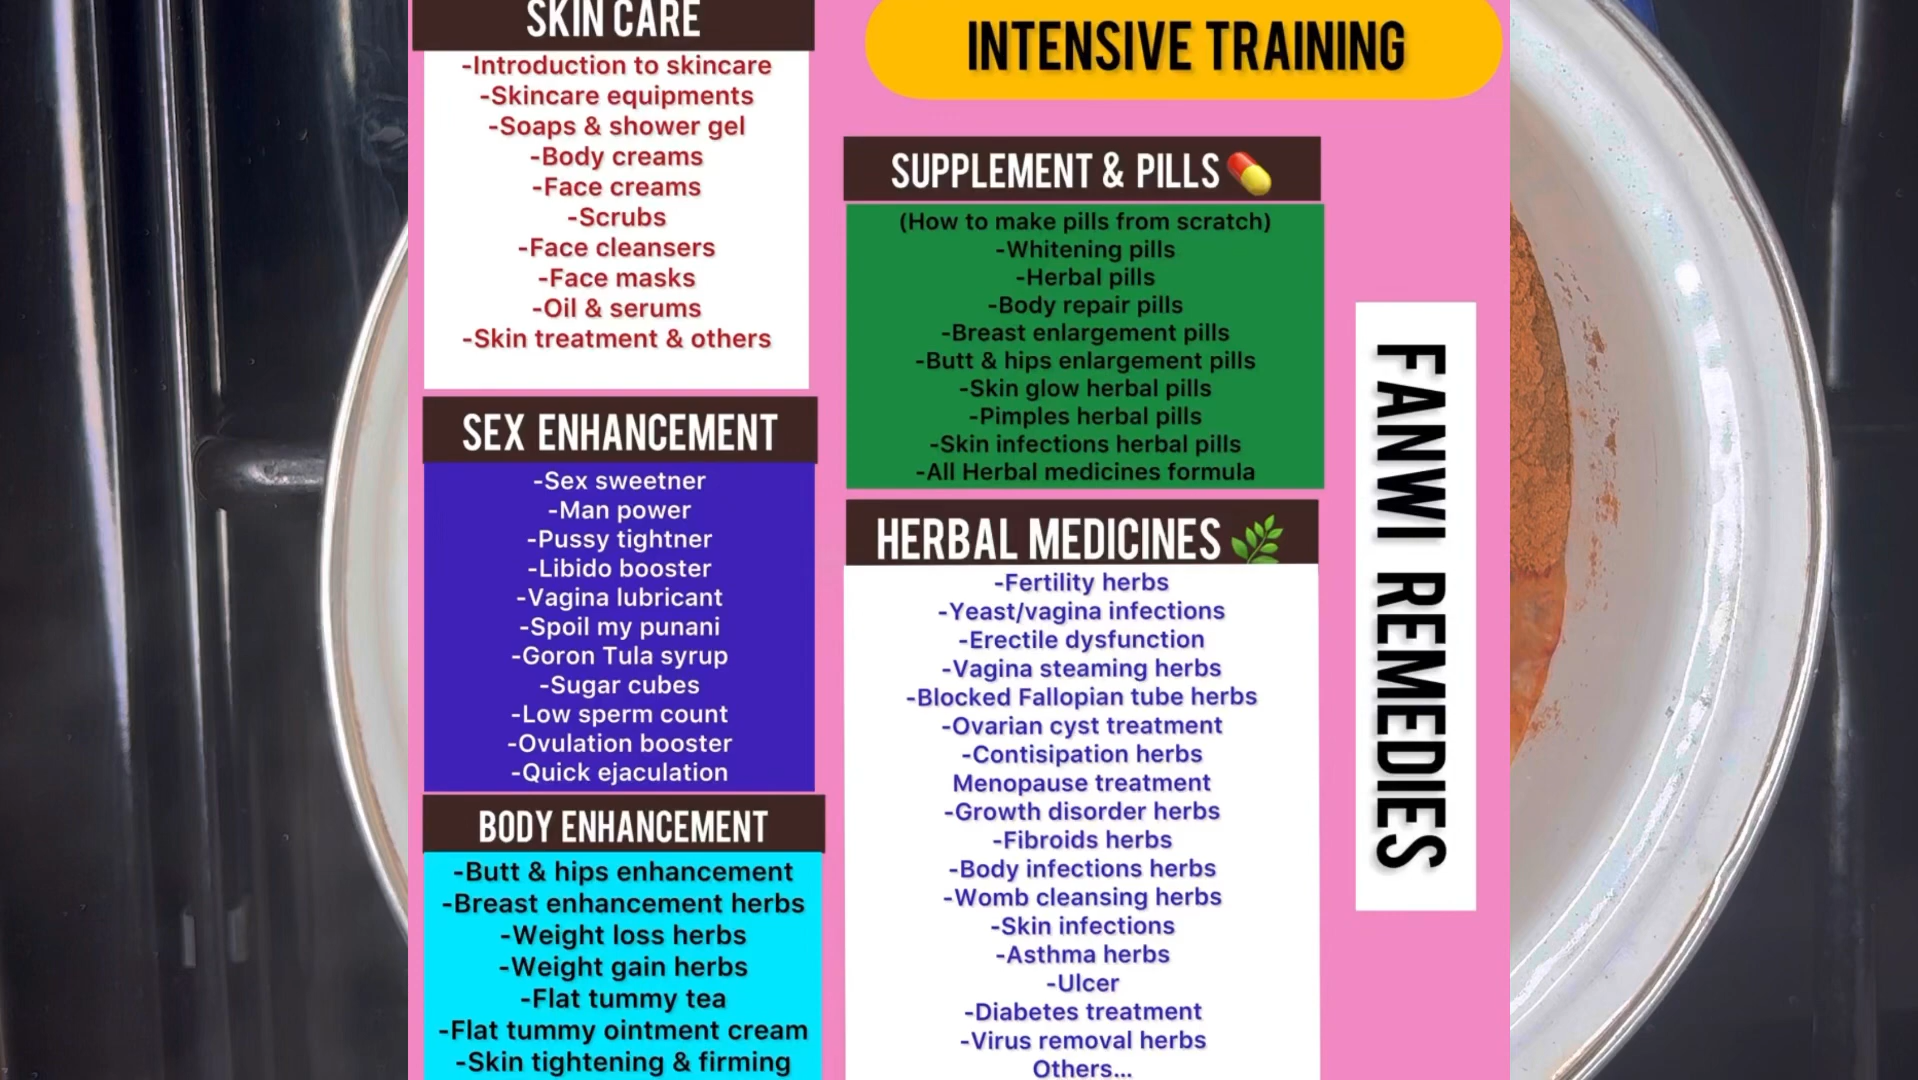 SKIN CARE
-Introduction to skincare
-Skincare equipments
-Soaps & shower gel
-Body creams
-Face creams
-Scrubs
-Face cleansers
-Face masks
-Oil & serums
-Skin treatment & others
SEX ENHANCEMENT
-Sex sweetner
-Man power
-Pussy tightner
-Libido booster
-Vagina lubricant
-Spoil my punani
-Goron Tula syrup
-Sugar cubes
-Low sperm count
-Ovulation booster
-Quick ejaculation
BODY ENHANCEMENT
-Butt & hips enhancement
-Breast enhancement herbs
-Weight loss herbs
-Weight gain herbs
-Flat tummy tea
-Flat tummy ointment cream
-Skin tightening & firming
INTENSIVE TRAINING
SUPPLEMENT & PILLS
(How to make pills from scratch)
-Whitening pills
-Herbal pills
-Body repair pills
-Breast enlargement pills
-Butt & hips enlargement pills
-Skin glow herbal pills
-Pimples herbal pills
-Skin infections herbal pills
-All Herbal medicines formula
HERBAL MEDICINES
-Fertility herbs
-Yeast/vagina infections
-Erectile dysfunction
-Vagina steaming herbs
-Blocked Fallopian tube herbs
-Ovarian cyst treatment
-Contisipation herbs
Menopause treatment
-Growth disorder herbs
-Fibroids herbs
-Body infections herbs
-Womb cleansing herbs
-Skin infections
-Asthma herbs
-Ulcer
-Diabetes treatment
-Virus removal herbs
Others...
FANWI REMEDIES